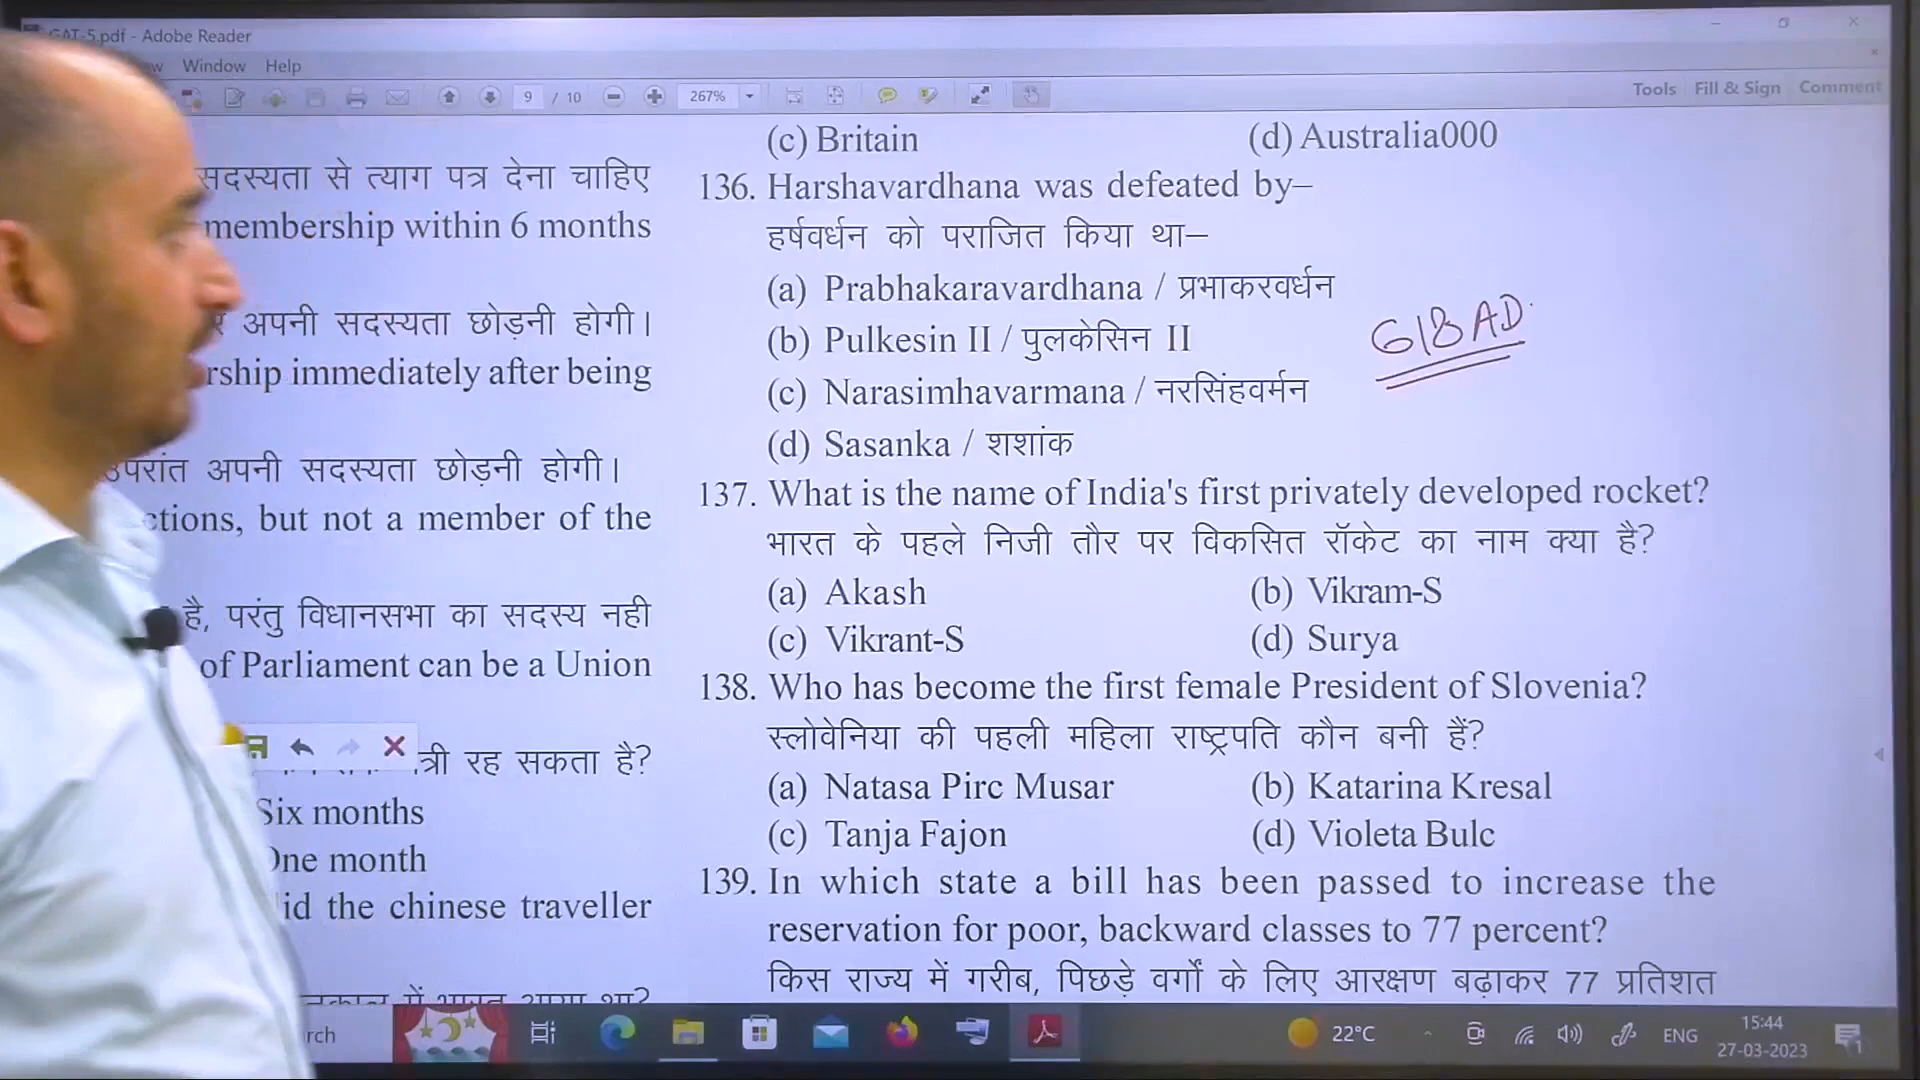 GAT-5.pdf - Adobe Reader
Window Help
9 / 10 267% Tools Fill & Sign Comment
सदस्यता से त्याग पत्र देना चाहिए
membership within 6 months
अपनी सदस्यता छोड़नी होगी।
rship immediately after being
उपरांत अपनी सदस्यता छोड़नी होगी।
ctions, but not a member of the
है, परंतु विधानसभा का सदस्य नही
of Parliament can be a Union
त्री रह सकता है?
Six months
One month
id the chinese traveller
में भारत आया था?
(c) Britain (d) Australia000
136. Harshavardhana was defeated by–
हर्षवर्धन को पराजित किया था–
(a) Prabhakaravardhana / प्रभाकरवर्धन
(b) Pulkesin II / पुलकेसिन II
618 AD.
(c) Narasimhavarmana / नरसिंहवर्मन
(d) Sasanka / शशांक
137. What is the name of India's first privately developed rocket?
भारत के पहले निजी तौर पर विकसित रॉकेट का नाम क्या है?
(a) Akash (b) Vikram-S
(c) Vikrant-S (d) Surya
138. Who has become the first female President of Slovenia?
स्लोवेनिया की पहली महिला राष्ट्रपति कौन बनी हैं?
(a) Natasa Pirc Musar (b) Katarina Kresal
(c) Tanja Fajon (d) Violeta Bulc
139. In which state a bill has been passed to increase the
reservation for poor, backward classes to 77 percent?
किस राज्य में गरीब, पिछड़े वर्गों के लिए आरक्षण बढ़ाकर 77 प्रतिशत
rch 22°C ENG 15:44
27-03-2023